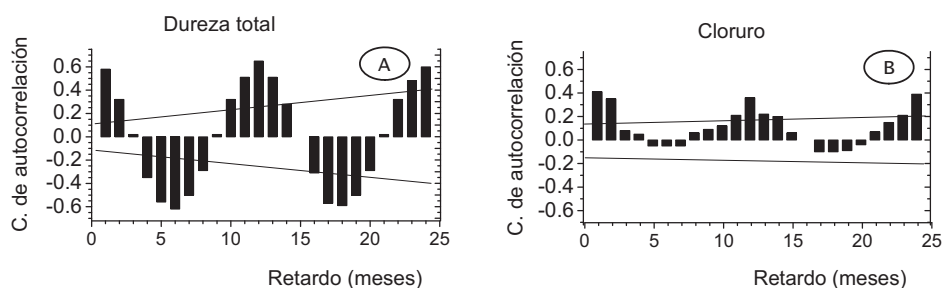 Dureza total
A
C. de autocorrelación
0.6
0.4
0.2
0.0
-0.2
-0.4
-0.6
0 5 10 15 20 25
Retardo (meses)
Cloruro
B
C. de autocorrelación
0.6
0.4
0.2
0.0
-0.2
-0.4
-0.6
0 5 10 15 20 25
Retardo (meses)